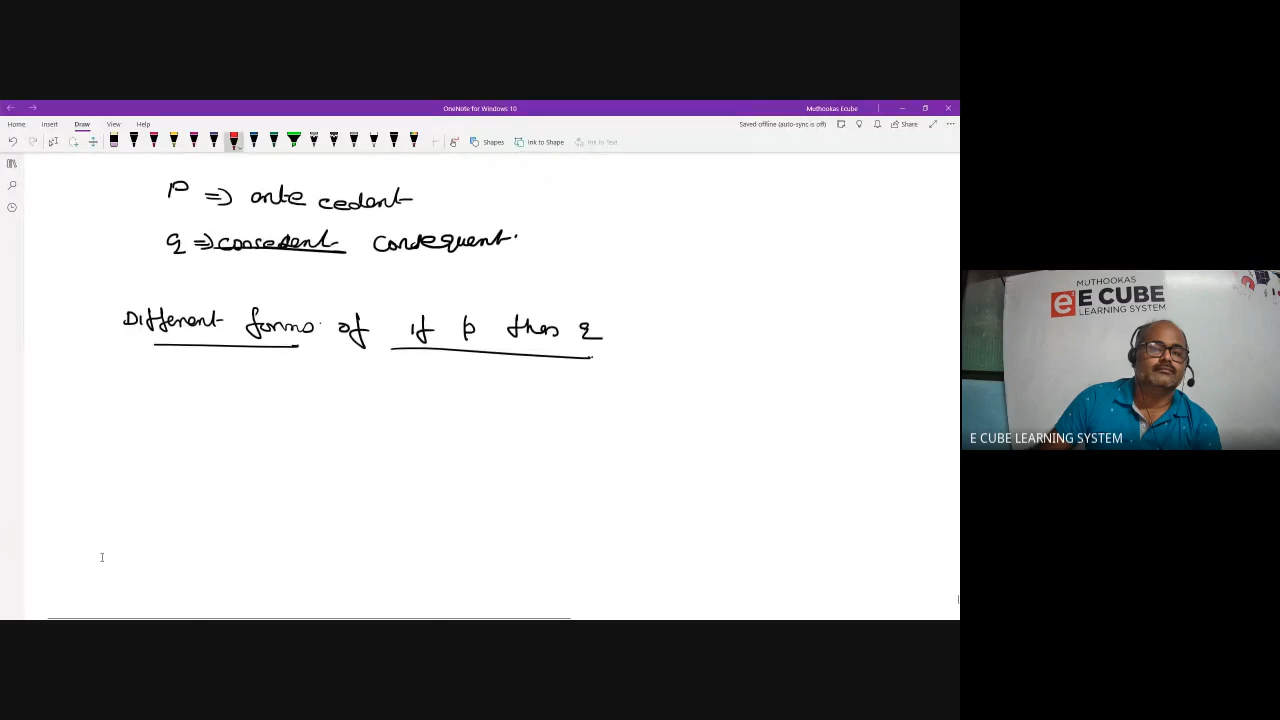 OneNote for Windows 10
Muthookas Ecube
Home Insert Draw View Help
Saved offline (auto-sync is off)
Share
Shapes
Ink to Shape
Ink to Text
P => antecedent
q => concedent consequent.
Different forms of if p then q
MUTHOOKAS
e E CUBE
LEARNING SYSTEM
E CUBE LEARNING SYSTEM